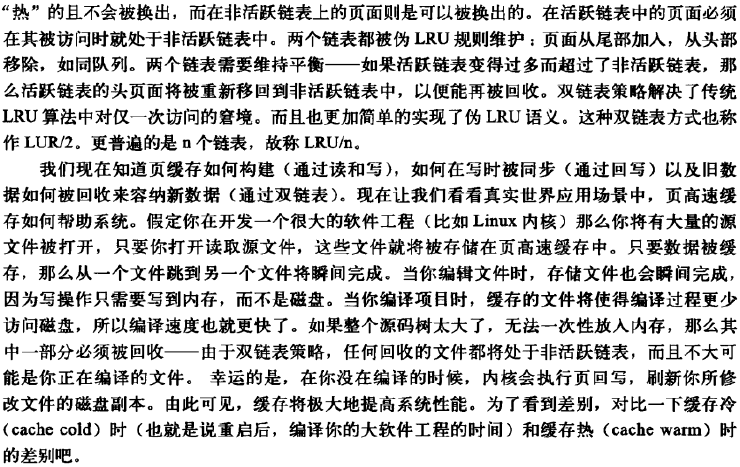 “热”的且不会被换出，而在非活跃链表上的页面则是可以被换出的。在活跃链表中的页面必须
在其被访问时就处于非活跃链表中。两个链表都被伪 LRU 规则维护：页面从尾部加入，从头部
移除，如同队列。两个链表需要维持平衡——如果活跃链表变得过多而超过了非活跃链表，那
么活跃链表的头页面将被重新移回到非活跃链表中，以便能再被回收。双链表策略解决了传统
LRU 算法中对仅一次访问的窘境。而且也更加简单的实现了伪 LRU 语义。这种双链表方式也称
作 LUR/2。更普遍的是 n 个链表，故称 LRU/n。
我们现在知道页缓存如何构建（通过读和写），如何在写时被同步（通过回写）以及旧数
据如何被回收来容纳新数据（通过双链表）。现在让我们看看真实世界应用场景中，页高速缓
存如何帮助系统。假定你在开发一个很大的软件工程（比如 Linux 内核）那么你将有大量的源
文件被打开，只要你打开读取源文件，这些文件就将被存储在页高速缓存中。只要数据被缓
存，那么从一个文件跳到另一个文件将瞬间完成。当你编辑文件时，存储文件也会瞬间完成，
因为写操作只需要写到内存，而不是磁盘。当你编译项目时，缓存的文件将使得编译过程更少
访问磁盘，所以编译速度也就更快了。如果整个源码树太大了，无法一次性放入内存，那么其
中一部分必须被回收——由于双链表策略，任何回收的文件都将处于非活跃链表，而且不大可
能是你正在编译的文件。 幸运的是，在你没在编译的时候，内核会执行页回写，刷新你所修
改文件的磁盘副本。由此可见，缓存将极大地提高系统性能。为了看到差别，对比一下缓存冷
（cache cold）时（也就是说重启后，编译你的大软件工程的时间）和缓存热（cache warm）时
的差别吧。